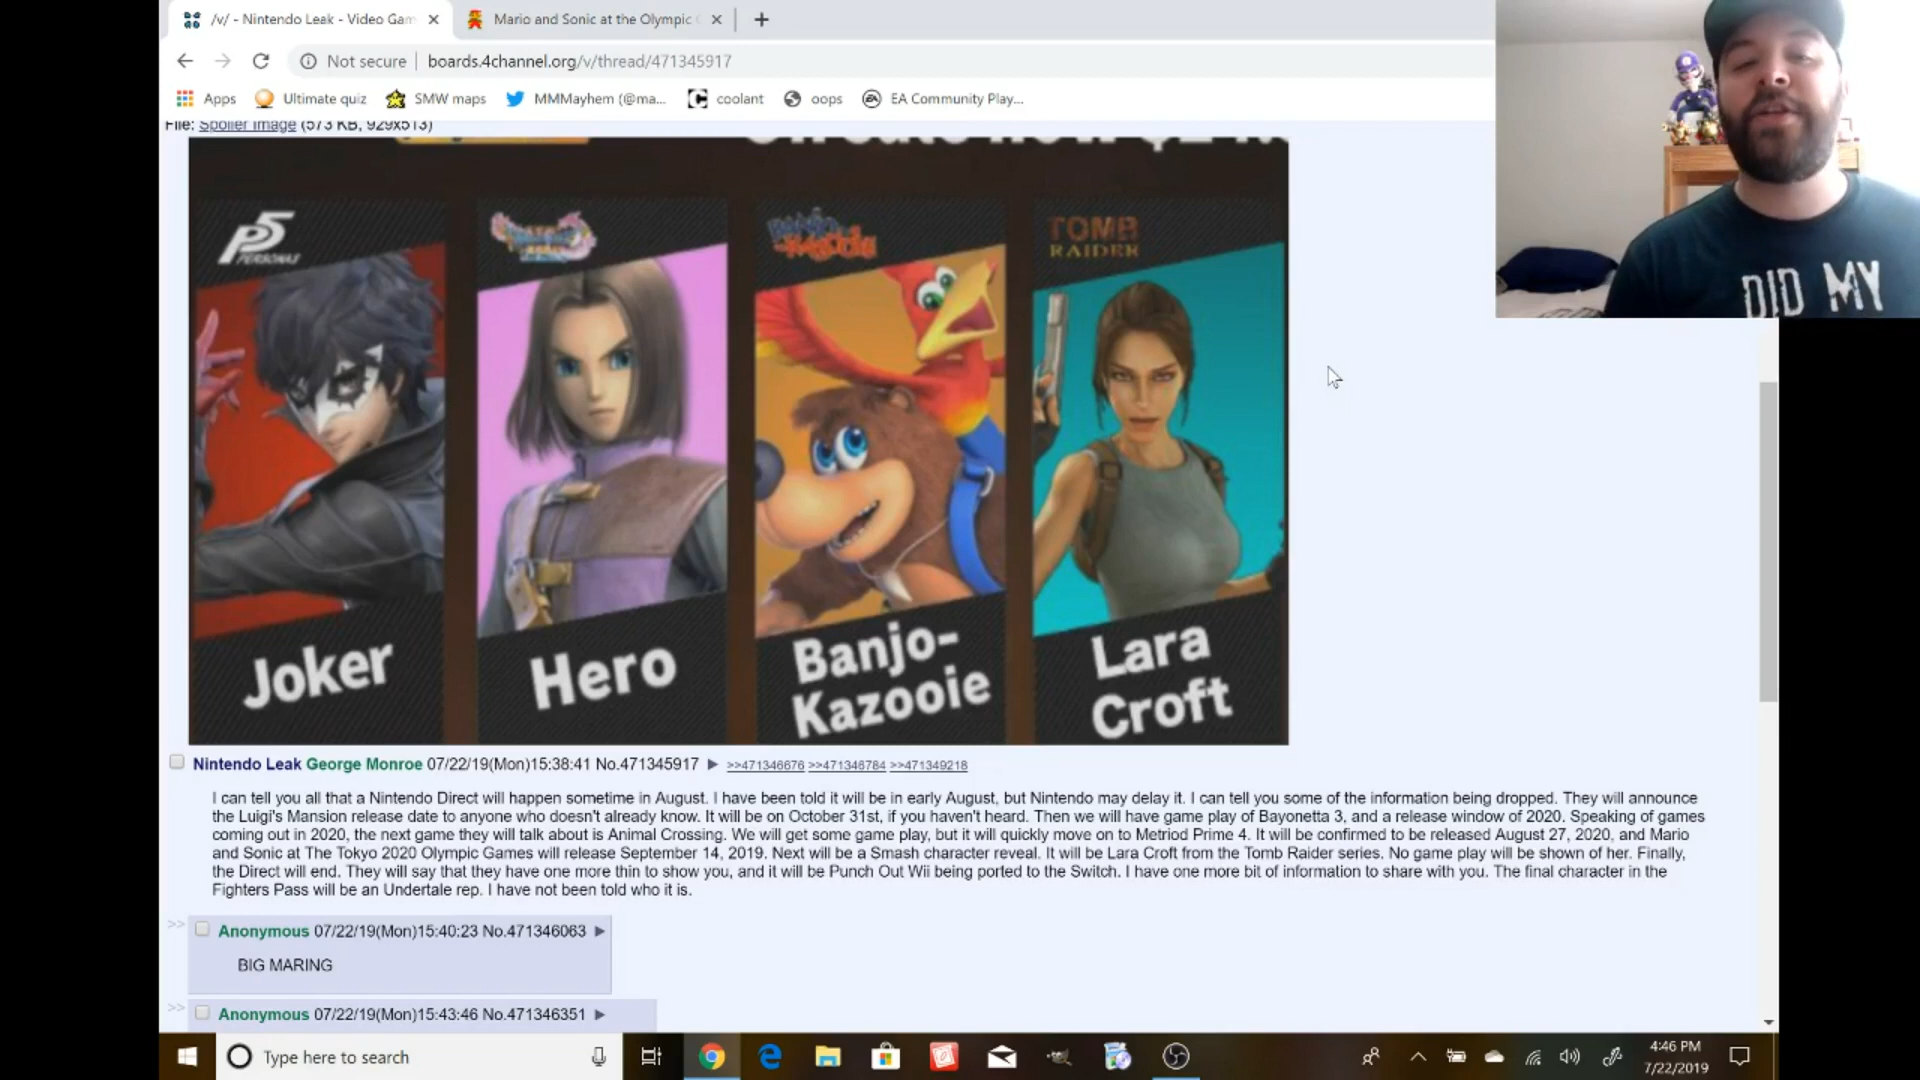 /v/ - Nintendo Leak - Video Gam
Mario and Sonic at the Olympic G
Not secure
boards.4channel.org/v/thread/471345917
Apps
Ultimate quiz
SMW maps
MMMayhem (@ma...
coolant
oops
EA Community Play...
File: Spoiler Image (573 KB, 929x513)
P5
PERSONA5
BANJO
KAZOOIE
TOMB
RAIDER
Joker
Hero
Banjo-
Kazooie
Lara
Croft
DID MY
Nintendo Leak George Monroe 07/22/19(Mon)15:38:41 No.471345917 ▶ >>471346676 >>471346784 >>471349218
I can tell you all that a Nintendo Direct will happen sometime in August. I have been told it will be in early August, but Nintendo may delay it. I can tell you some of the information being dropped. They will announce
the Luigi's Mansion release date to anyone who doesn't already know. It will be on October 31st, if you haven't heard. Then we will have game play of Bayonetta 3, and a release window of 2020. Speaking of games
coming out in 2020, the next game they will talk about is Animal Crossing. We will get some game play, but it will quickly move on to Metriod Prime 4. It will be confirmed to be released August 27, 2020, and Mario
and Sonic at The Tokyo 2020 Olympic Games will release September 14, 2019. Next will be a Smash character reveal. It will be Lara Croft from the Tomb Raider series. No game play will be shown of her. Finally,
the Direct will end. They will say that they have one more thin to show you, and it will be Punch Out Wii being ported to the Switch. I have one more bit of information to share with you. The final character in the
Fighters Pass will be an Undertale rep. I have not been told who it is.
>> Anonymous 07/22/19(Mon)15:40:23 No.471346063 ▶
BIG MARING
>> Anonymous 07/22/19(Mon)15:43:46 No.471346351 ▶
Type here to search
4:46 PM
7/22/2019